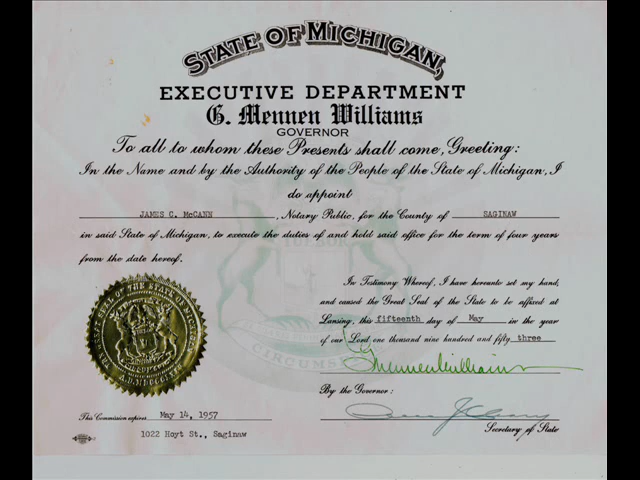 STATE OF MICHIGAN,
EXECUTIVE DEPARTMENT
G. Mennen Williams
GOVERNOR
To all to whom these Presents shall come, Greeting:
In the Name and by the Authority of the People of the State of Michigan, I
do appoint
JAMES C. McCANN, Notary Public, for the County of SAGINAW
in said State of Michigan, to execute the duties of and hold said office for the term of four years
from the date hereof.
In Testimony Whereof, I have hereunto set my hand,
and caused the Great Seal of the State to be affixed at
Lansing, this fifteenth day of May in the year
of our Lord one thousand nine hundred and fifty three
G Mennen Williams
By the Governor:
Secretary of State
This Commission expires May 14, 1957
1022 Hoyt St., Saginaw